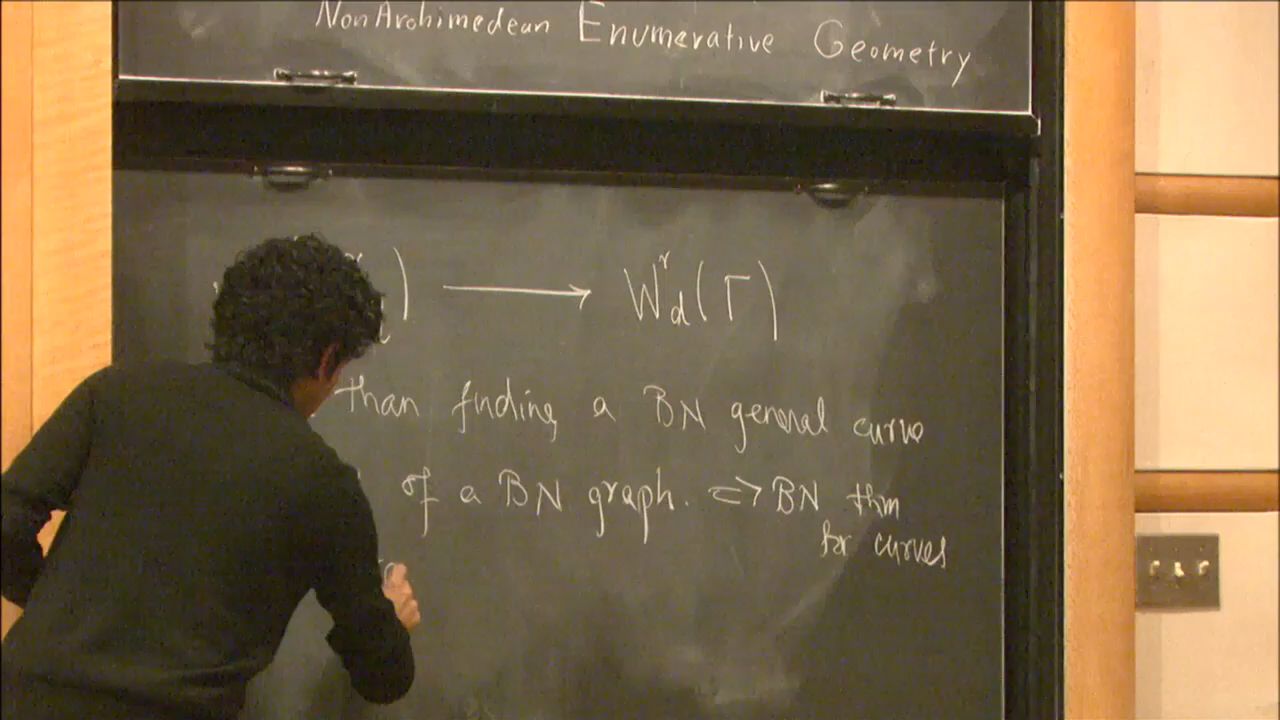 NonArchimedean Enumerative Geometry
) ⟶ W^r_d(Γ)
than finding a BN general curve
of a BN graph. => BN thm
for curves